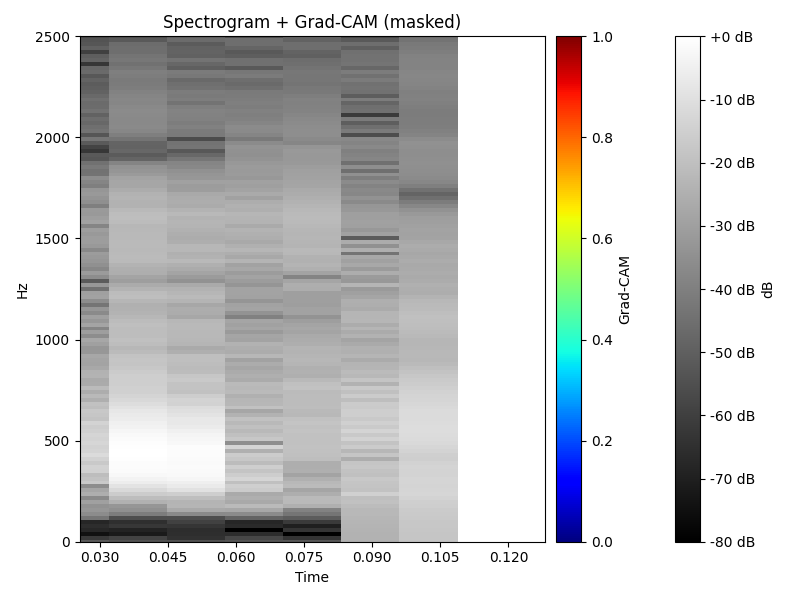 Spectrogram + Grad-CAM (masked)
2500
2000
1500
1000
500
0
Hz
0.030
0.045
0.060
0.075
0.090
0.105
0.120
Time
1.0
0.8
0.6
0.4
0.2
0.0
Grad-CAM
+0 dB
-10 dB
-20 dB
-30 dB
-40 dB
-50 dB
-60 dB
-70 dB
-80 dB
dB